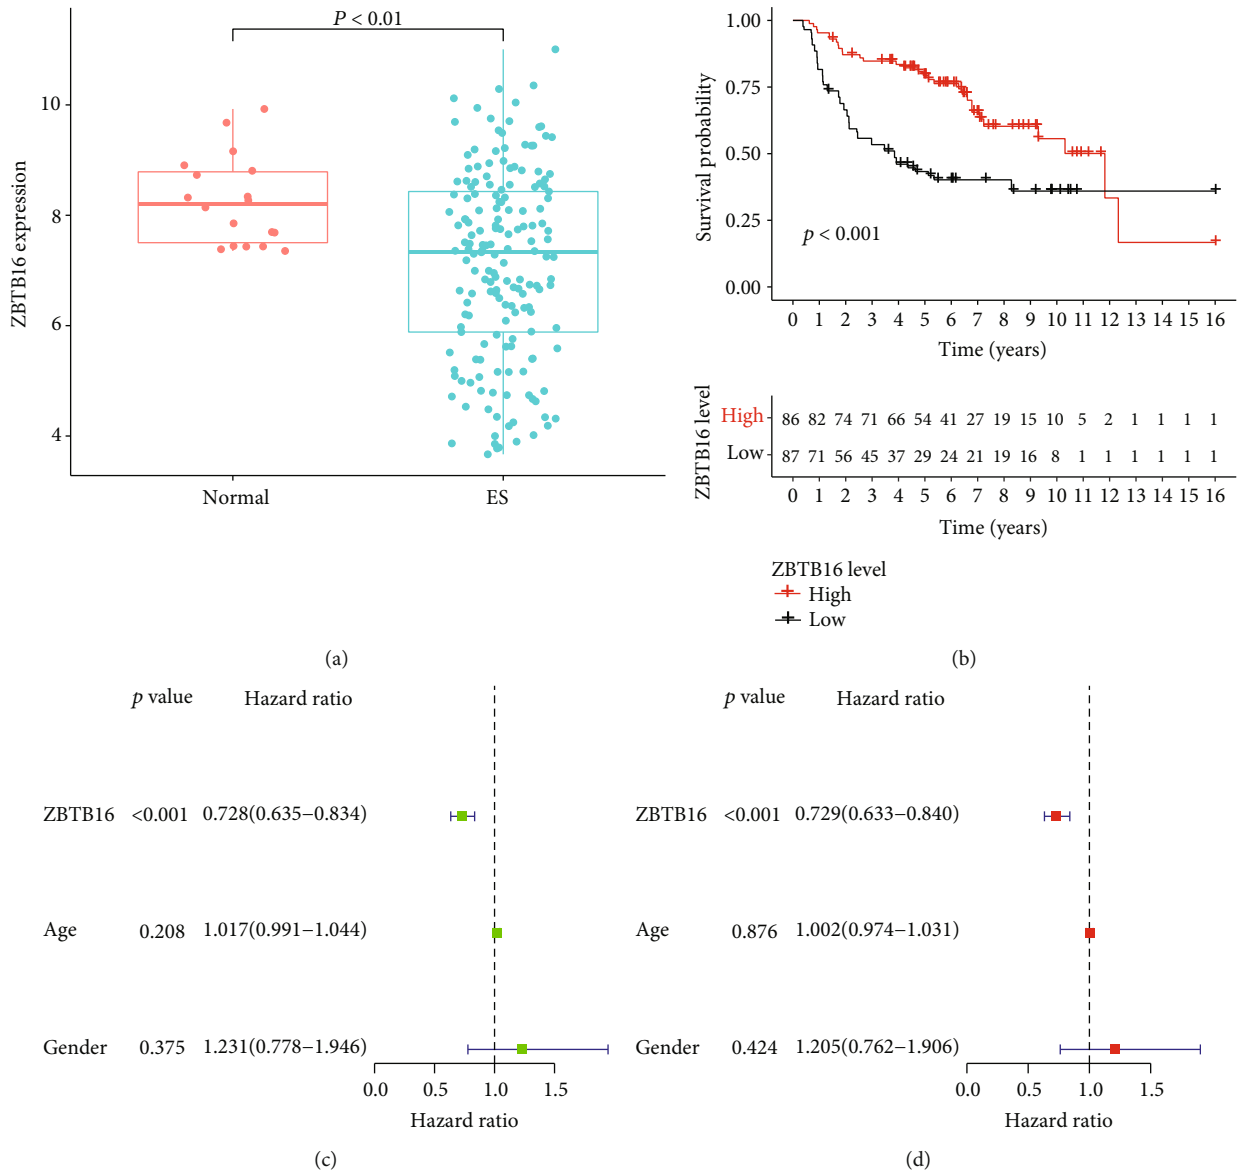 P < 0.01
ZBTB16 expression
10
8
6
4
Normal ES
(a)
Survival probability
1.00
0.75
0.50
0.25
0.00
p < 0.001
0 1 2 3 4 5 6 7 8 9 10 11 12 13 14 15 16
Time (years)
ZBTB16 level
High 86 82 74 71 66 54 41 27 19 15 10 5 2 1 1 1 1
Low 87 71 56 45 37 29 24 21 19 16 8 1 1 1 1 1 1
0 1 2 3 4 5 6 7 8 9 10 11 12 13 14 15 16
Time (years)
ZBTB16 level
High
Low
(b)
p value Hazard ratio
ZBTB16 <0.001 0.728(0.635–0.834)
Age 0.208 1.017(0.991–1.044)
Gender 0.375 1.231(0.778–1.946)
0.0 0.5 1.0 1.5
Hazard ratio
(c)
p value Hazard ratio
ZBTB16 <0.001 0.729(0.633–0.840)
Age 0.876 1.002(0.974–1.031)
Gender 0.424 1.205(0.762–1.906)
0.0 0.5 1.0 1.5
Hazard ratio
(d)